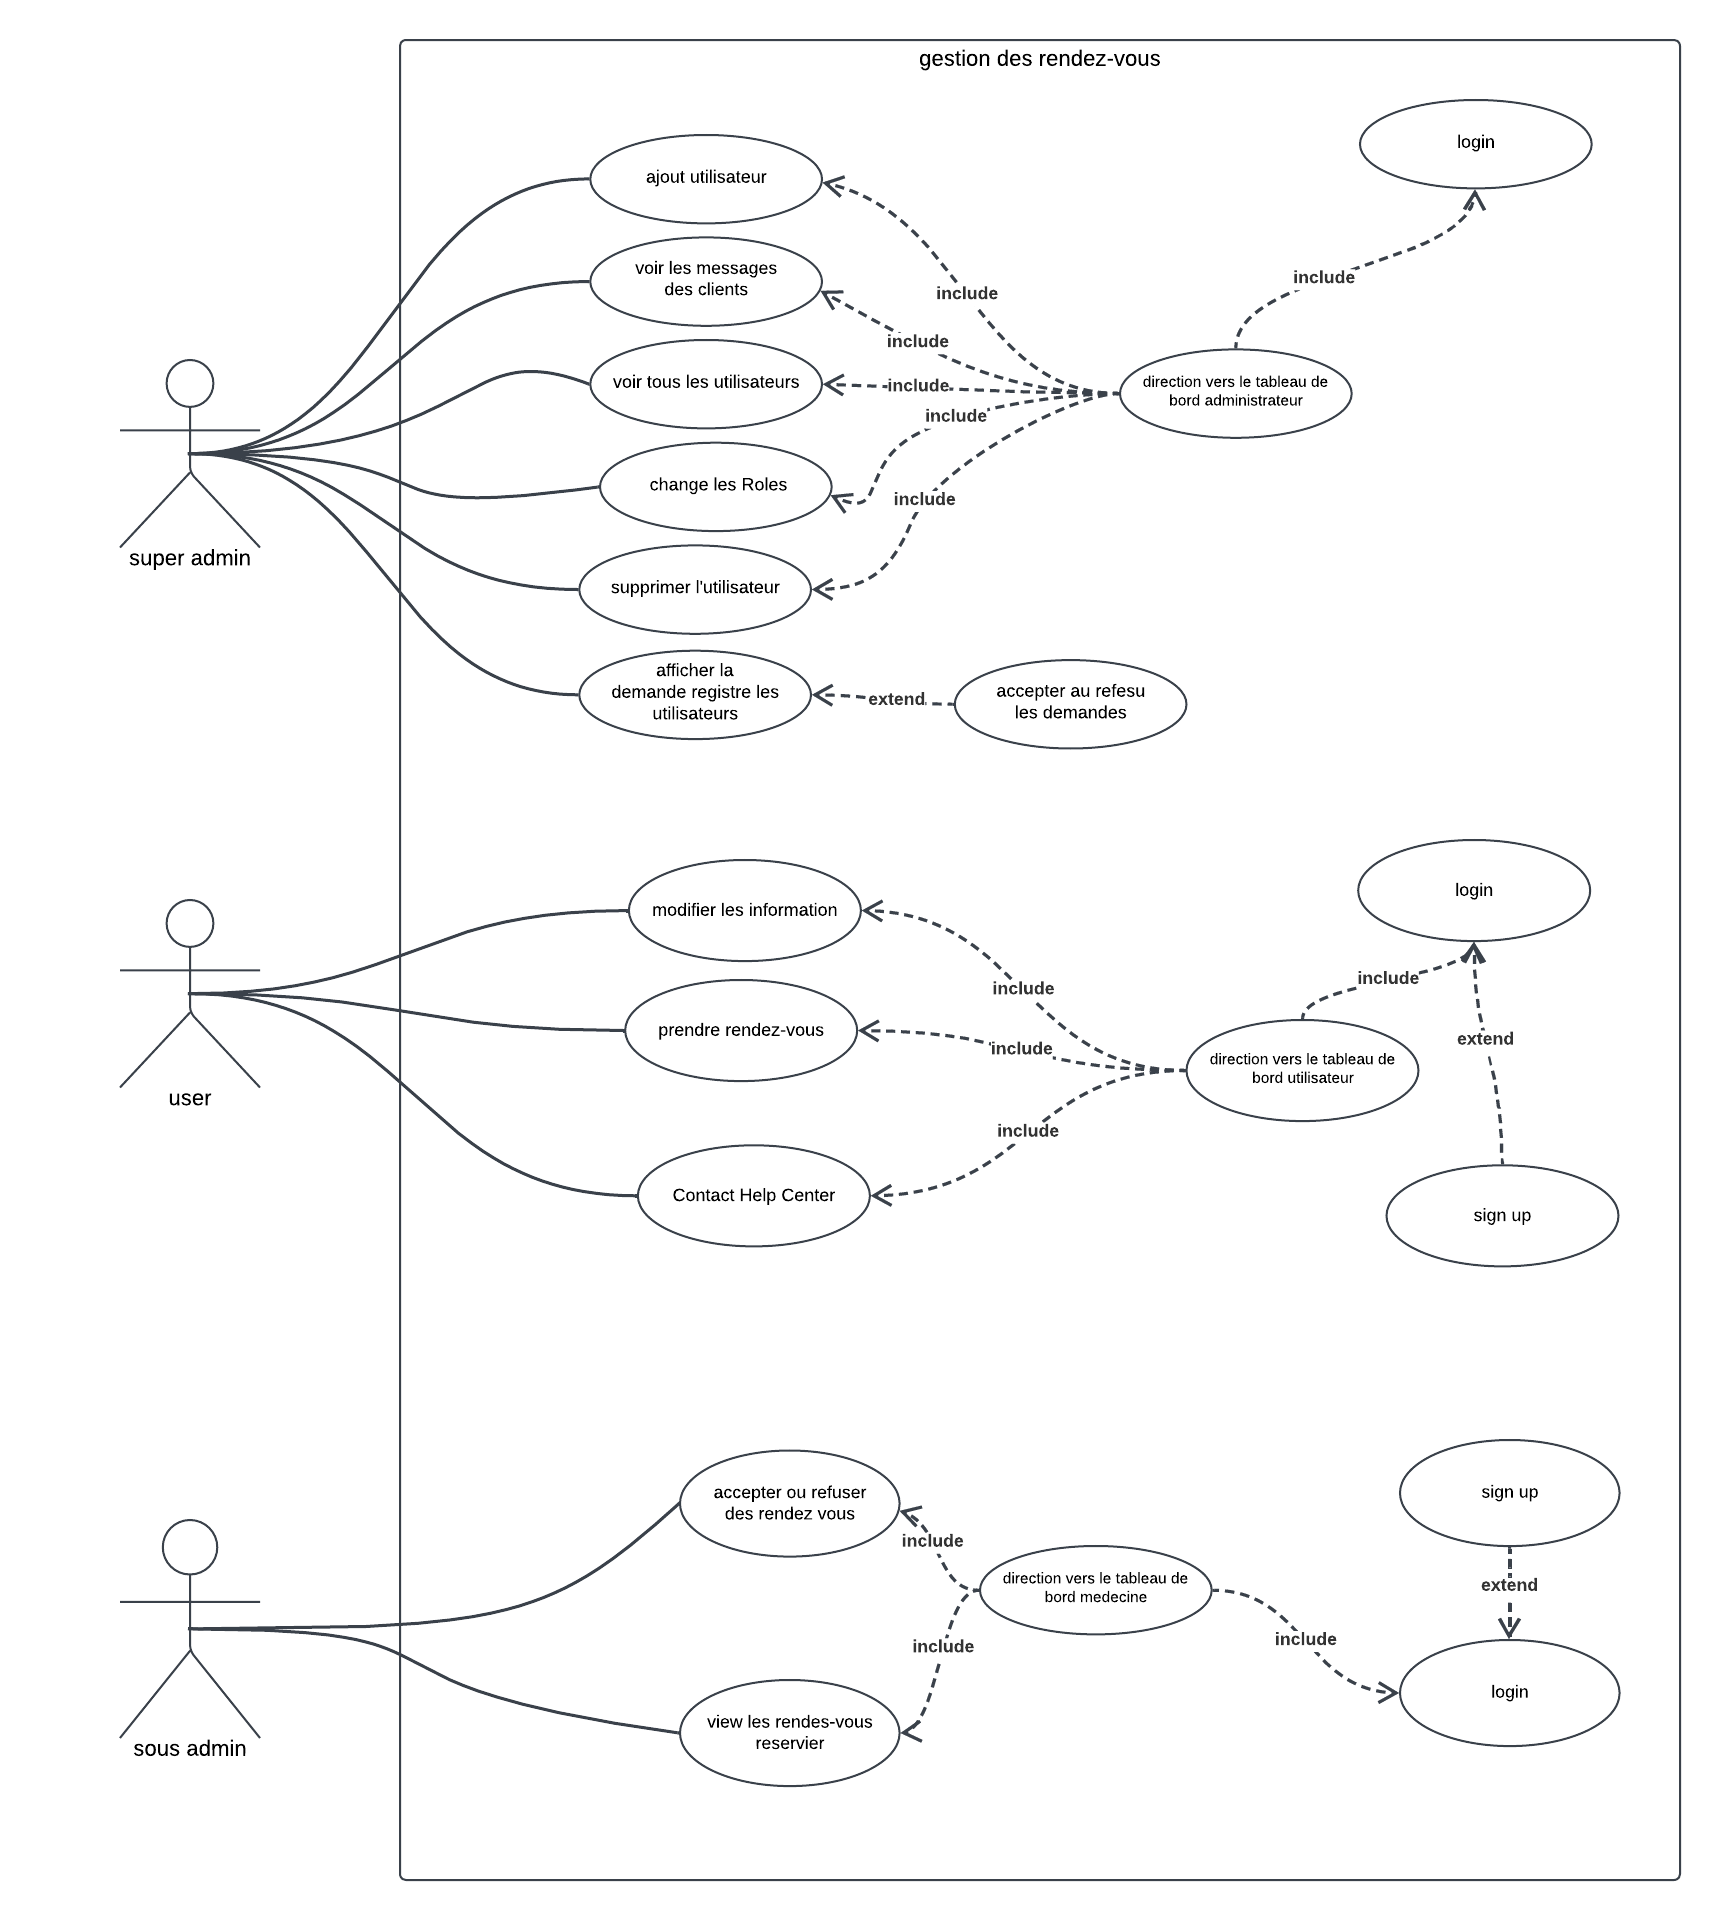 gestion des rendez-vous
login
ajout utilisateur
include
voir les messages
des clients
include
include
voir tous les utilisateurs
include
direction vers le tableau de
bord administrateur
include
change les Roles
include
super admin
supprimer l'utilisateur
afficher la
demande registre les
utilisateurs
extend
accepter au refesu
les demandes
login
modifier les information
include
include
user
prendre rendez-vous
include
direction vers le tableau de
bord utilisateur
extend
include
Contact Help Center
sign up
accepter ou refuser
des rendez vous
sign up
include
direction vers le tableau de
bord medecine
extend
include
include
sous admin
view les rendes-vous
reservier
login